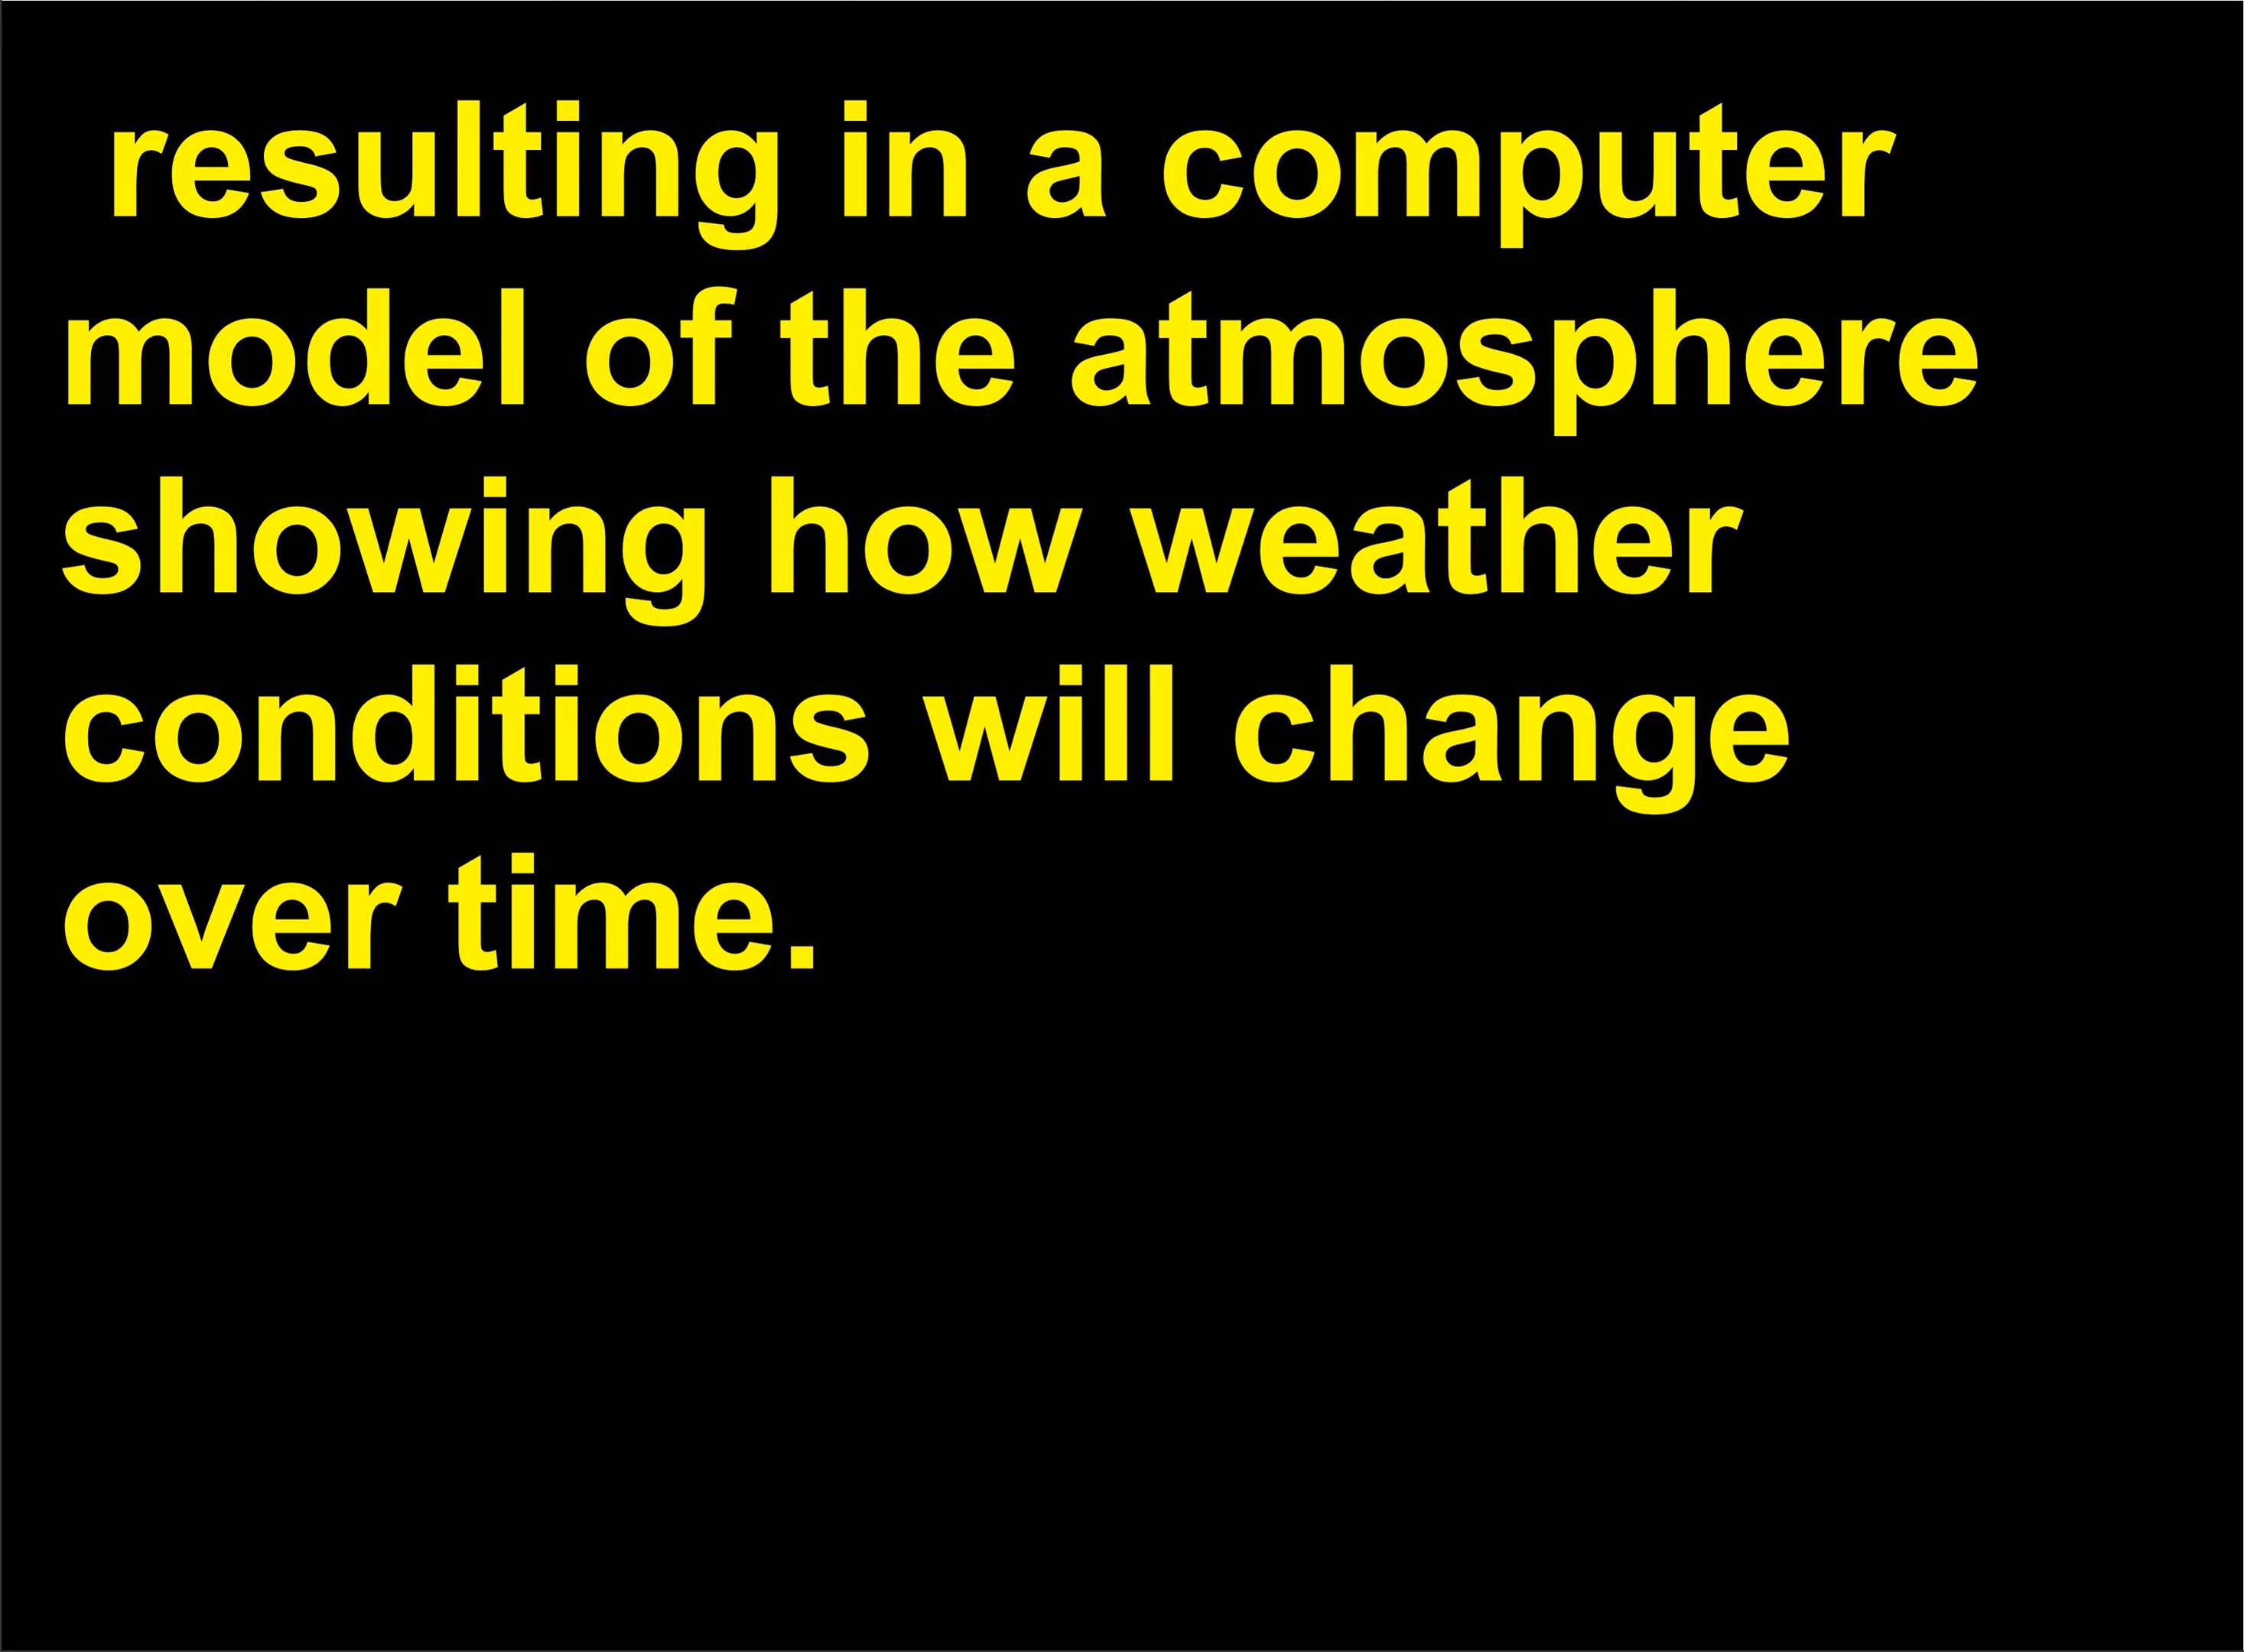 resulting in a computer
model of the atmosphere
showing how weather
conditions will change
over time.